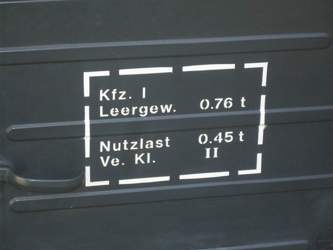 Kfz. I
Leergew. 0.76 t
Nutzlast 0.45 t
Ve. Kl. II